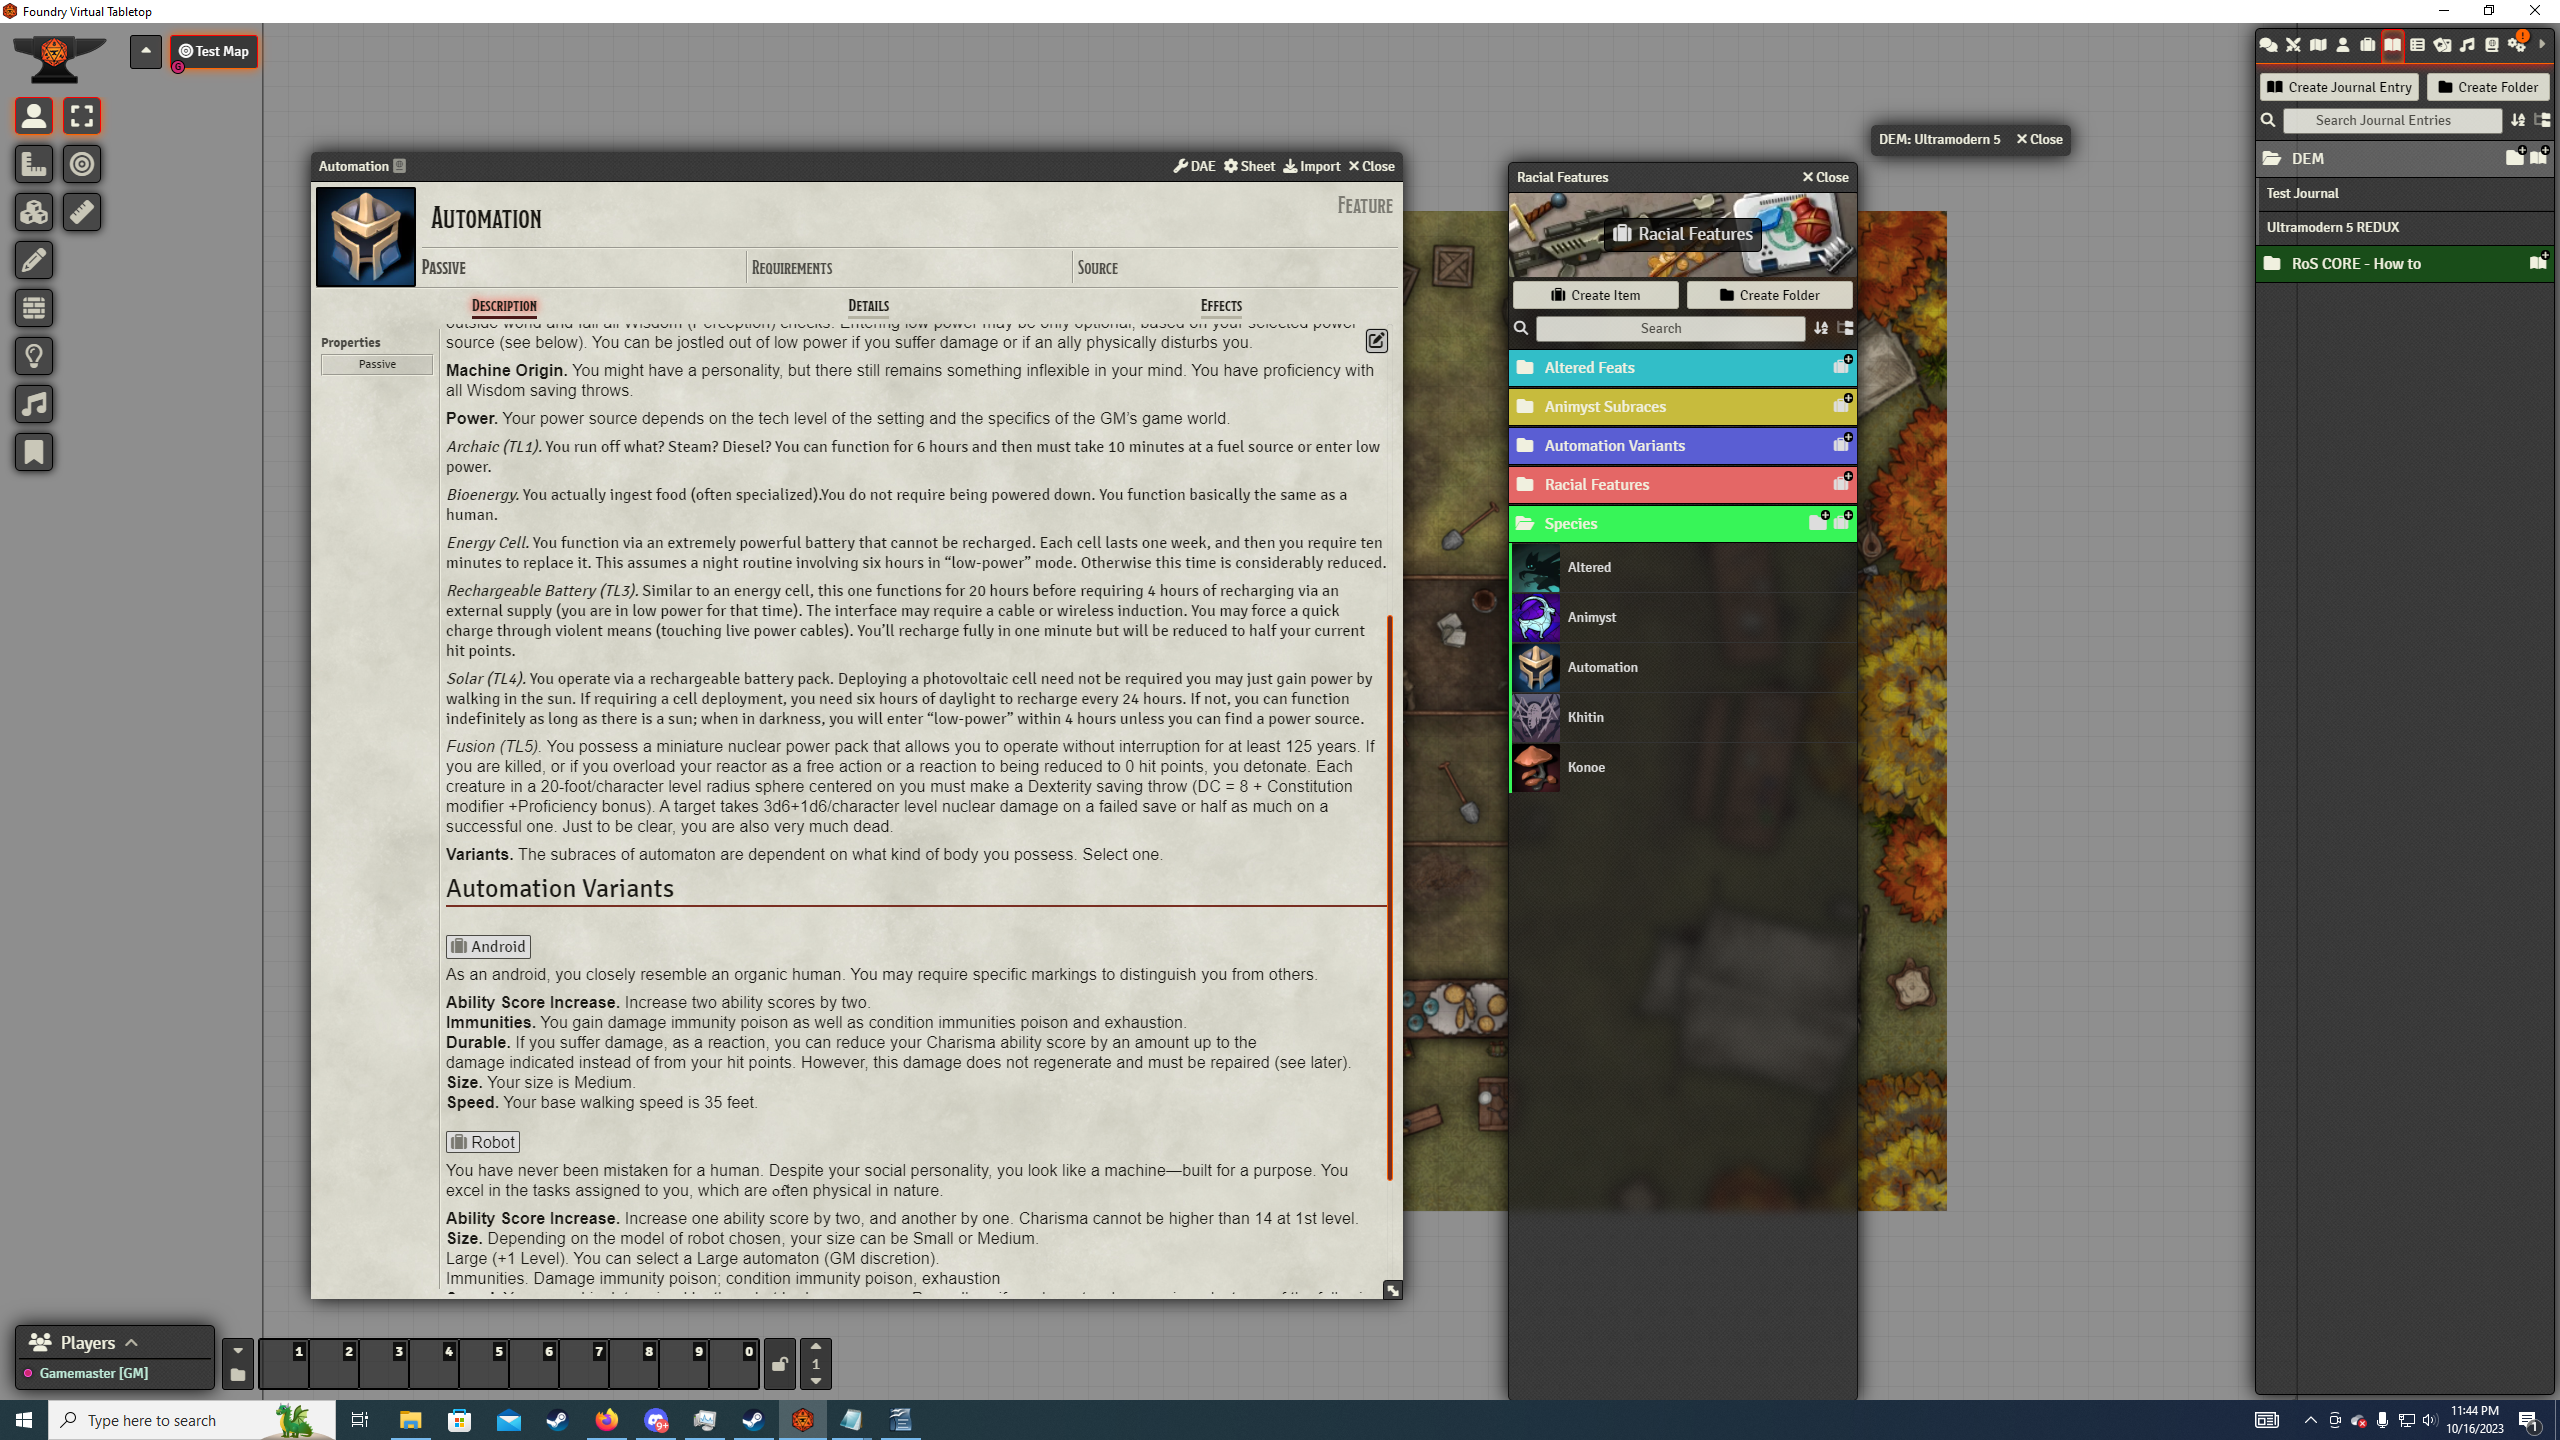 Foundry Virtual Tabletop
Test Map
G
Automation
DAE
Sheet
Import
Close
Automation
Feature
Passive
Requirements
Source
Description
Details
Effects
Properties
Passive
outside world and fail all Wisdom (Perception) checks. Entering low power may be only optional, based on your selected power
source (see below). You can be jostled out of low power if you suffer damage or if an ally physically disturbs you.
Machine Origin. You might have a personality, but there still remains something inflexible in your mind. You have proficiency with
all Wisdom saving throws.
Power. Your power source depends on the tech level of the setting and the specifics of the GM’s game world.
Archaic (TL1). You run off what? Steam? Diesel? You can function for 6 hours and then must take 10 minutes at a fuel source or enter low
power.
Bioenergy. You actually ingest food (often specialized).You do not require being powered down. You function basically the same as a
human.
Energy Cell. You function via an extremely powerful battery that cannot be recharged. Each cell lasts one week, and then you require ten
minutes to replace it. This assumes a night routine involving six hours in “low-power” mode. Otherwise this time is considerably reduced.
Rechargeable Battery (TL3). Similar to an energy cell, this one functions for 20 hours before requiring 4 hours of recharging via an
external supply (you are in low power for that time). The interface may require a cable or wireless induction. You may force a quick
charge through violent means (touching live power cables). You’ll recharge fully in one minute but will be reduced to half your current
hit points.
Solar (TL4). You operate via a rechargeable battery pack. Deploying a photovoltaic cell need not be required you may just gain power by
walking in the sun. If requiring a cell deployment, you need six hours of daylight to recharge every 24 hours. If not, you can function
indefinitely as long as there is a sun; when in darkness, you will enter “low-power” within 4 hours unless you can find a power source.
Fusion (TL5). You possess a miniature nuclear power pack that allows you to operate without interruption for at least 125 years. If
you are killed, or if you overload your reactor as a free action or a reaction to being reduced to 0 hit points, you detonate. Each
creature in a 20-foot/character level radius sphere centered on you must make a Dexterity saving throw (DC = 8 + Constitution
modifier +Proficiency bonus). A target takes 3d6+1d6/character level nuclear damage on a failed save or half as much on a
successful one. Just to be clear, you are also very much dead.
Variants. The subraces of automaton are dependent on what kind of body you possess. Select one.
Automation Variants
Android
As an android, you closely resemble an organic human. You may require specific markings to distinguish you from others.
Ability Score Increase. Increase two ability scores by two.
Immunities. You gain damage immunity poison as well as condition immunities poison and exhaustion.
Durable. If you suffer damage, as a reaction, you can reduce your Charisma ability score by an amount up to the
damage indicated instead of from your hit points. However, this damage does not regenerate and must be repaired (see later).
Size. Your size is Medium.
Speed. Your base walking speed is 35 feet.
Robot
You have never been mistaken for a human. Despite your social personality, you look like a machine—built for a purpose. You
excel in the tasks assigned to you, which are often physical in nature.
Ability Score Increase. Increase one ability score by two, and another by one. Charisma cannot be higher than 14 at 1st level.
Size. Depending on the model of robot chosen, your size can be Small or Medium.
Large (+1 Level). You can select a Large automaton (GM discretion).
Immunities. Damage immunity poison; condition immunity poison, exhaustion
Racial Features
Close
Racial Features
Create Item
Create Folder
Search
Altered Feats
Animyst Subraces
Automation Variants
Racial Features
Species
Altered
Animyst
Automation
Khitin
Konoe
DEM: Ultramodern 5
Close
Create Journal Entry
Create Folder
Search Journal Entries
DEM
Test Journal
Ultramodern 5 REDUX
RoS CORE - How to
Players
Gamemaster [GM]
1 2 3 4 5 6 7 8 9 0
1
Type here to search
9+
11:44 PM
10/16/2023
1